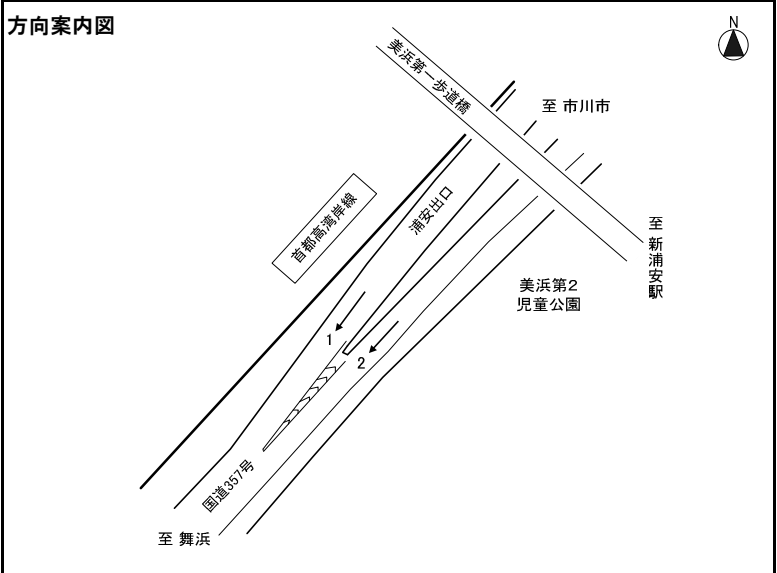 方向案内図
N
美浜第一歩道橋
至 市川市
首都高湾岸線
浦安出口
至 新浦安駅
美浜第2
児童公園
1
2
国道357号
至 舞浜